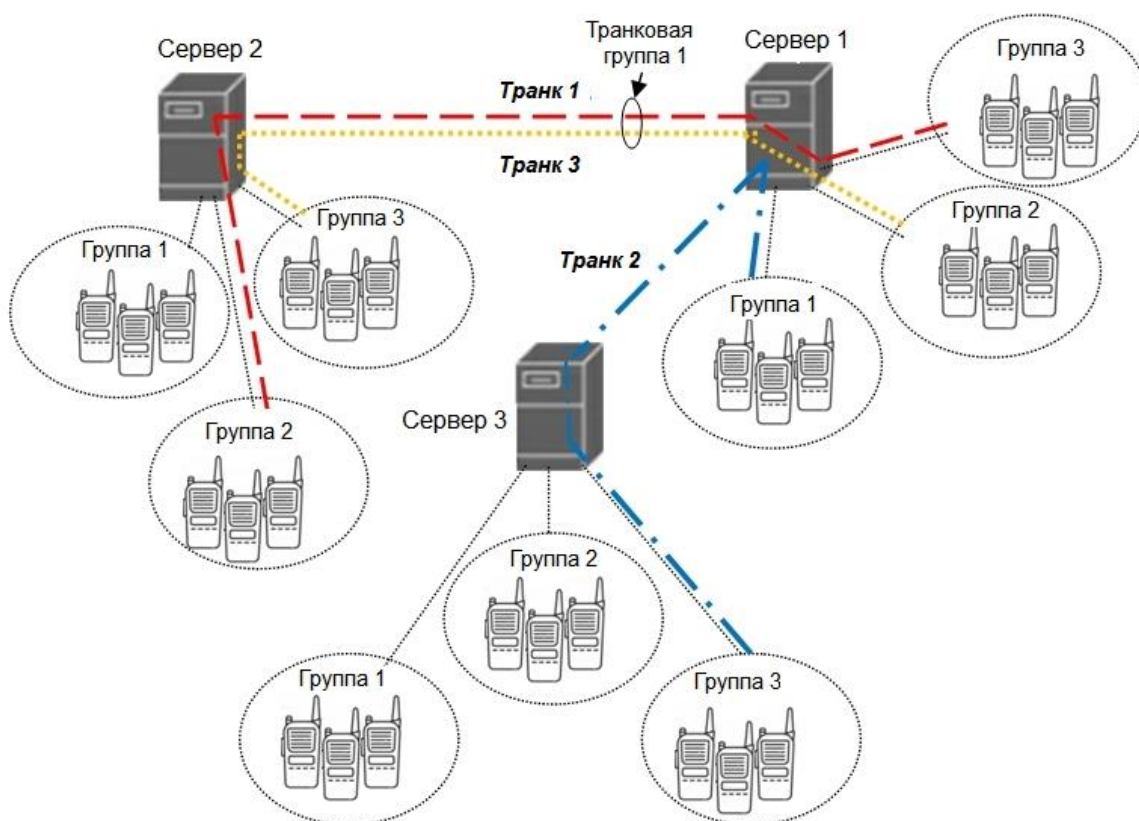 Сервер 2
Транковая
группа 1
Сервер 1
Группа 3
Транк 1
Транк 3
Группа 1
Группа 3
Группа 2
Транк 2
Группа 1
Группа 2
Сервер 3
Группа 2
Группа 1
Группа 3